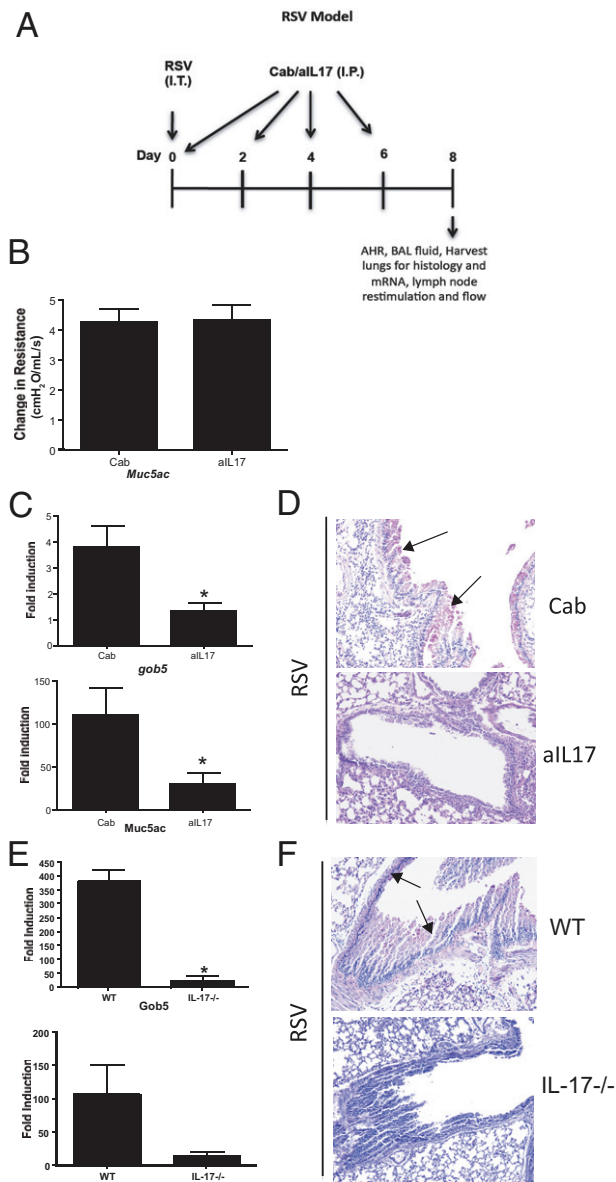 A
RSV Model
RSV
(I.T.)
Cab/aIL17 (I.P.)
Day 0 2 4 6 8
AHR, BAL fluid, Harvest
lungs for histology and
mRNA, lymph node
restimulation and flow
B
Change in Resistance
(cmH2O/mL/s)
5
4
3
2
1
0
Cab aIL17
Muc5ac
C
Fold induction
5
4
3
2
1
0
*
Cab aIL17
gob5
Fold induction
150
100
50
0
*
Cab aIL17
D
RSV
Cab
aIL17
Muc5ac
E
Fold Induction
450
400
350
300
250
200
150
100
50
0
*
WT IL-17-/-
Gob5
Fold Induction
200
150
100
50
0
WT IL-17-/-
F
RSV
WT
IL-17-/-